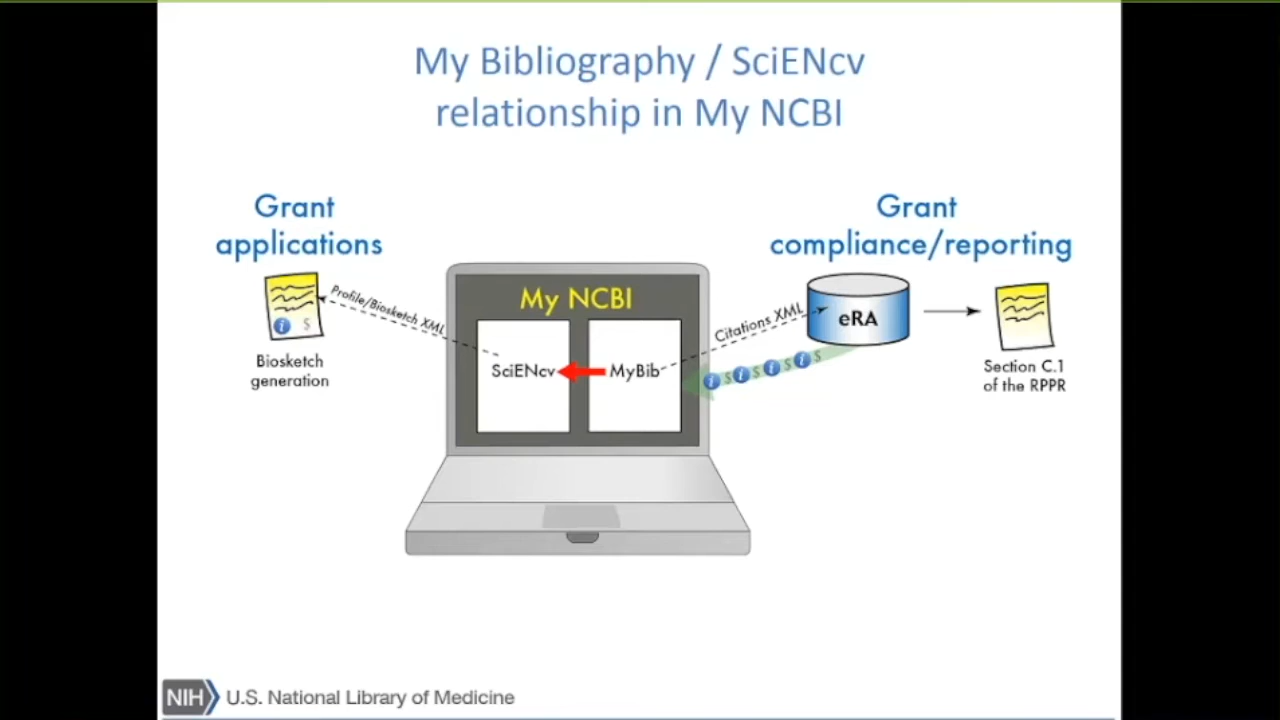 My Bibliography / SciENcv
relationship in My NCBI
Grant
applications
Grant
compliance/reporting
Profile/Biosketch XML
My NCBI
Citations XML
eRA
i $
SciENcv
MyBib
i $ i $ i $ i $
Biosketch
generation
Section C.1
of the RPPR
NIH U.S. National Library of Medicine